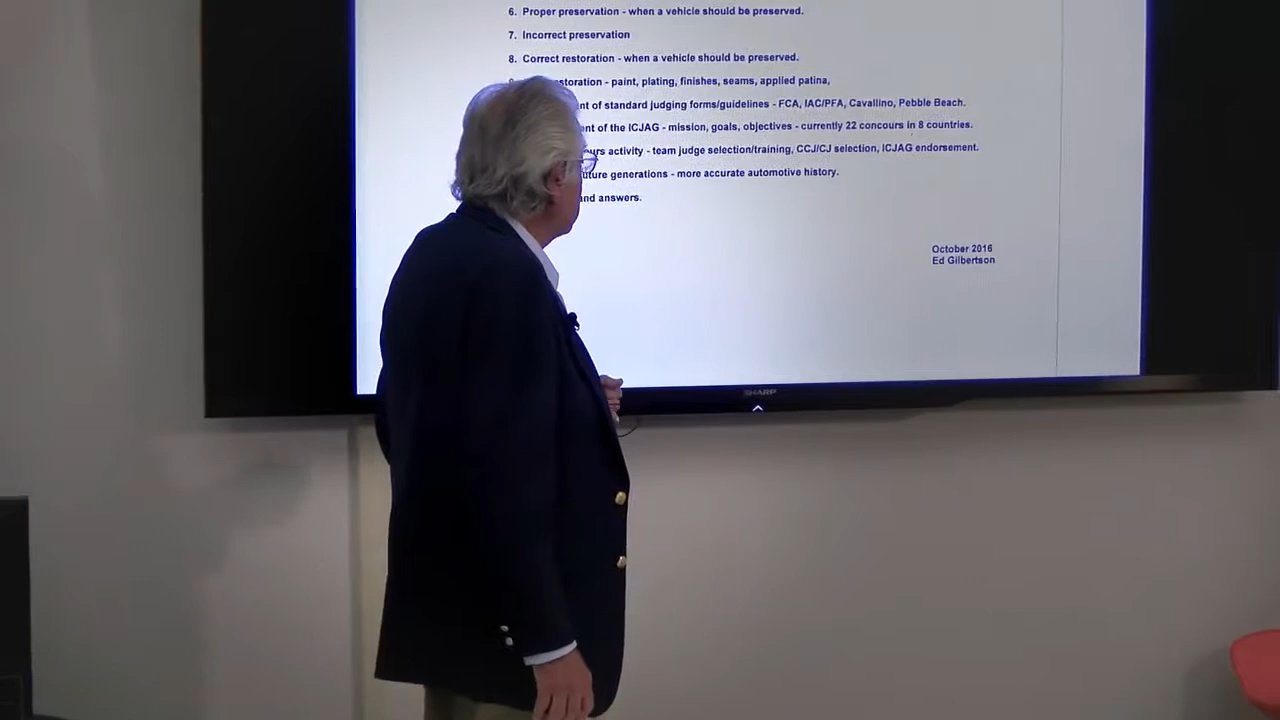 6. Proper preservation - when a vehicle should be preserved.
7. Incorrect preservation
8. Correct restoration - when a vehicle should be preserved.
storation - paint, plating, finishes, seams, applied patina,
nt of standard judging forms/guidelines - FCA, IAC/PFA, Cavallino, Pebble Beach.
nt of the ICJAG - mission, goals, objectives - currently 22 concours in 8 countries.
urs activity - team judge selection/training, CCJ/CJ selection, ICJAG endorsement.
uture generations - more accurate automotive history.
and answers.
October 2016
Ed Gilbertson
SHARP